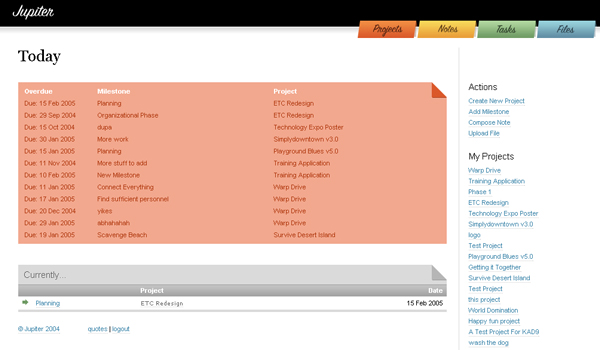 Jupiter
Projects Notes Tasks Files
Today
Overdue Milestone Project
Due: 15 Feb 2005 Planning ETC Redesign
Due: 29 Sep 2004 Organizational Phase ETC Redesign
Due: 15 Oct 2004 dupa Technology Expo Poster
Due: 30 Jan 2005 More work Simplydowntown v3.0
Due: 15 Jan 2005 Planning Playground Blues v5.0
Due: 11 Nov 2004 More stuff to add Training Application
Due: 10 Feb 2005 New Milestone Training Application
Due: 11 Jan 2005 Connect Everything Warp Drive
Due: 17 Jan 2005 Find sufficient personnel Warp Drive
Due: 20 Dec 2004 yikes Warp Drive
Due: 29 Jan 2005 abhahahah Warp Drive
Due: 19 Jan 2005 Scavenge Beach Survive Desert Island
Currently...
Project Date
Planning ETC Redesign 15 Feb 2005
© Jupiter 2004 quotes | logout
Actions
Create New Project
Add Milestone
Compose Note
Upload File
My Projects
Warp Drive
Training Application
Phase 1
ETC Redesign
Technology Expo Poster
Simplydowntown v3.0
logo
Test Project
Playground Blues v5.0
Getting it Together
Survive Desert Island
Test Project
this project
World Domination
Happy fun project
A Test Project For KAD9
wash the dog